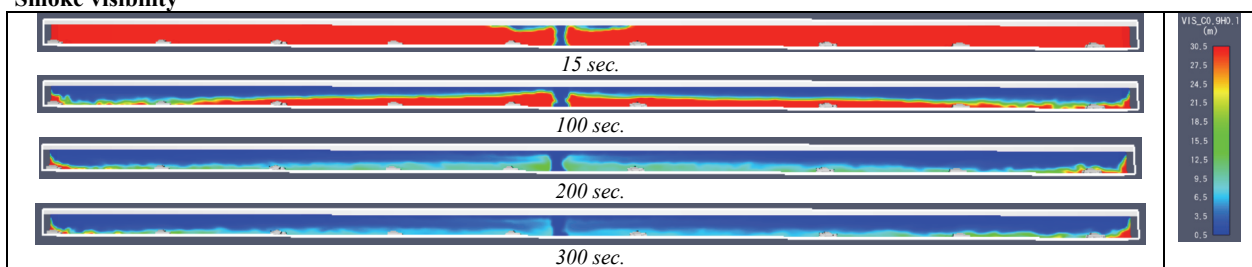 Smoke visibility
15 sec.
100 sec.
200 sec.
300 sec.
VIS_C0.9H0.1
(m)
30,5
27,5
24,5
21,5
18,5
15,5
12,5
9,5
6,5
3,5
0,5